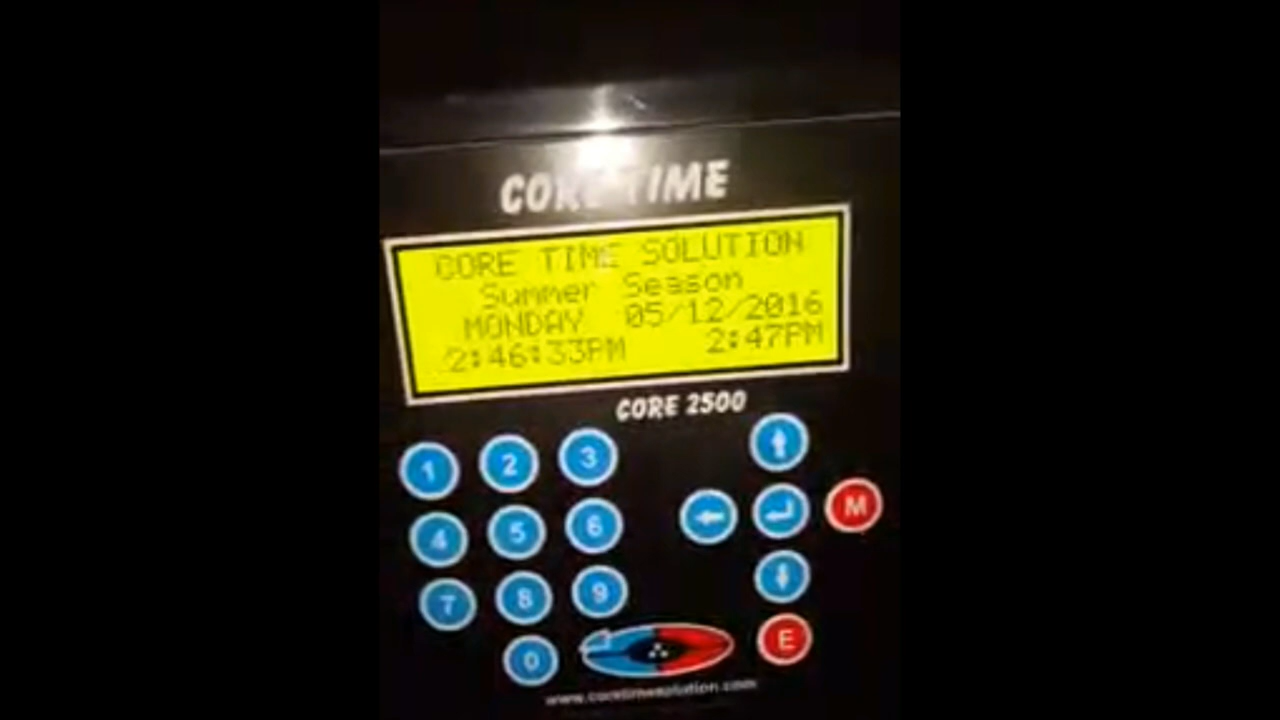 CORE TIME
CORE TIME SOLUTION
Summer Season
MONDAY 05/12/2016
2:46:33PM 2:47PM
CORE 2500
1 2 3
4 5 6 M
7 8 9
0 E
www.coretimesolution.com